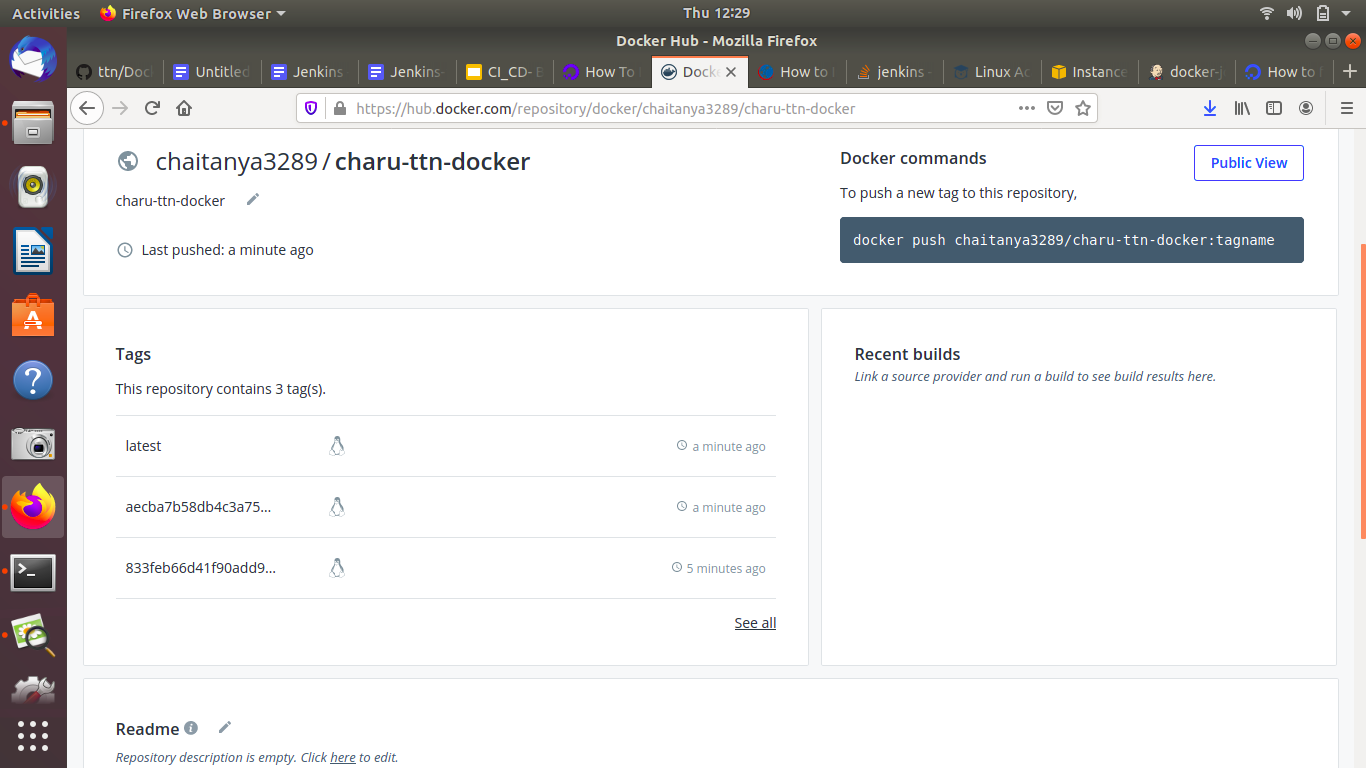 Activities Firefox Web Browser Thu 12:29
Docker Hub - Mozilla Firefox
ttn/Doc Untitled Jenkins Jenkins- CI_CD- How To Docke How to jenkins - Linux Ac Instance docker-j How to
https://hub.docker.com/repository/docker/chaitanya3289/charu-ttn-docker
chaitanya3289 / charu-ttn-docker
Docker commands
Public View
charu-ttn-docker
To push a new tag to this repository,
docker push chaitanya3289/charu-ttn-docker:tagname
Last pushed: a minute ago
Tags
This repository contains 3 tag(s).
latest a minute ago
aecba7b58db4c3a75... a minute ago
833feb66d41f90add9... 5 minutes ago
See all
Recent builds
Link a source provider and run a build to see build results here.
Readme
Repository description is empty. Click here to edit.